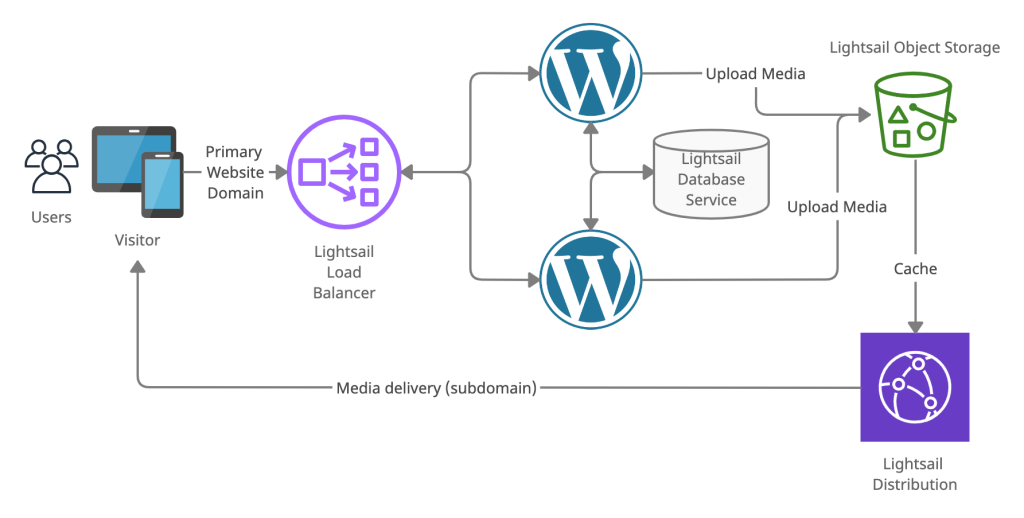 Users
Visitor
Primary
Website
Domain
Lightsail
Load
Balancer
W
W
Lightsail
Database
Service
Upload Media
Upload Media
Lightsail Object Storage
Cache
Lightsail
Distribution
Media delivery (subdomain)